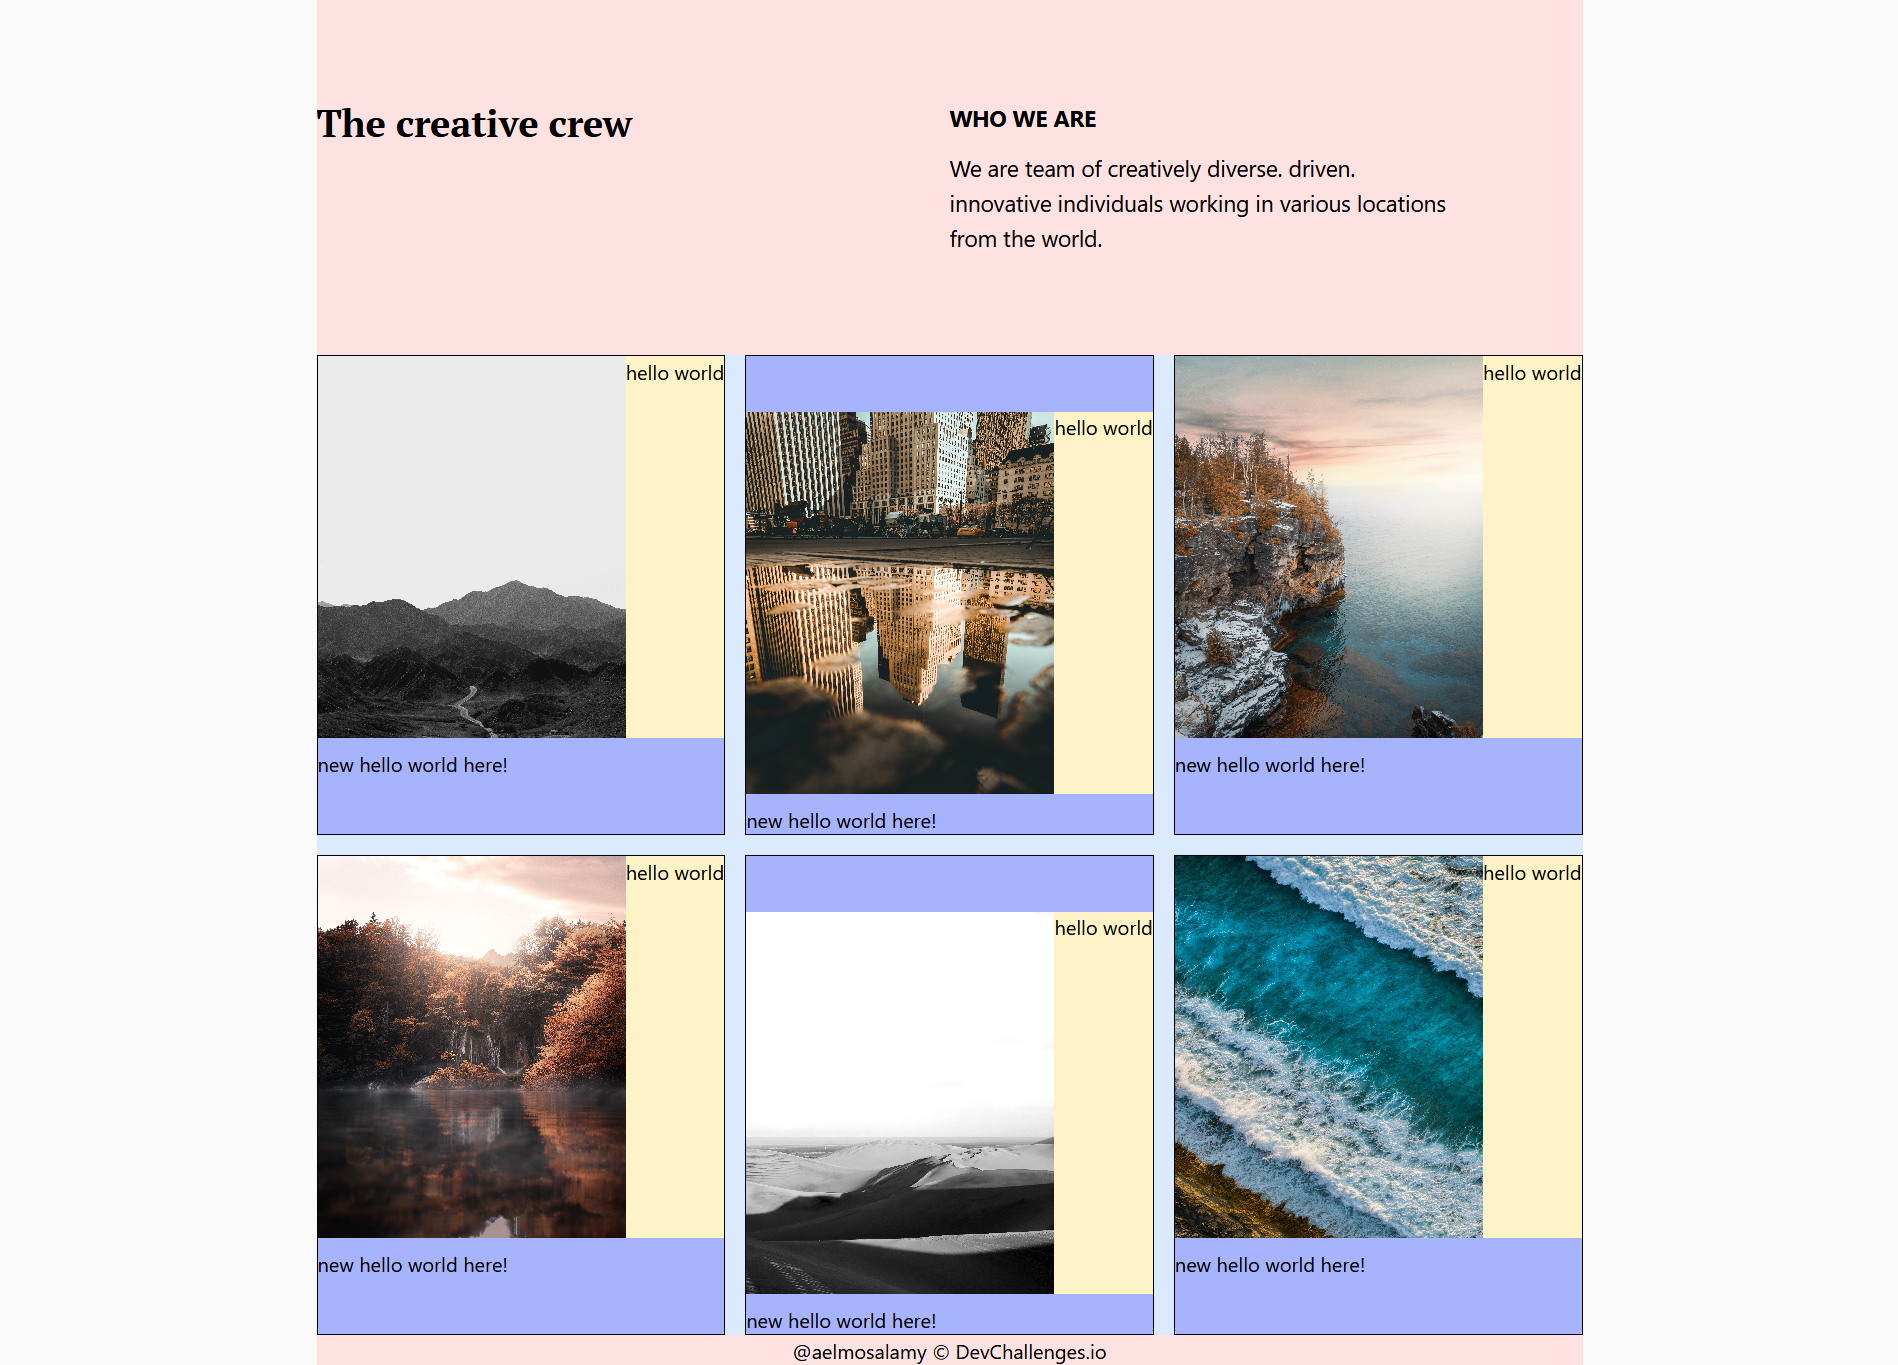 The creative crew
WHO WE ARE
We are team of creatively diverse. driven.
innovative individuals working in various locations
from the world.
hello world
hello world
hello world
new hello world here!
new hello world here!
new hello world here!
hello world
hello world
hello world
new hello world here!
new hello world here!
new hello world here!
@aelmosalamy © DevChallenges.io